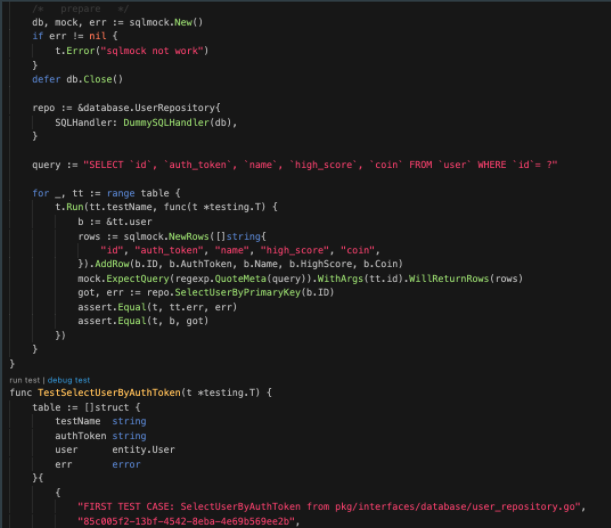 /*   prepare   */
db, mock, err := sqlmock.New()
if err != nil {
    t.Error("sqlmock not work")
}
defer db.Close()

repo := &database.UserRepository{
    SQLHandler: DummySQLHandler(db),
}

query := "SELECT `id`, `auth_token`, `name`, `high_score`, `coin` FROM `user` WHERE `id`= ?"

for _, tt := range table {
    t.Run(tt.testName, func(t *testing.T) {
        b := &tt.user
        rows := sqlmock.NewRows([]string{
            "id", "auth_token", "name", "high_score", "coin",
        }).AddRow(b.ID, b.AuthToken, b.Name, b.HighScore, b.Coin)
        mock.ExpectQuery(regexp.QuoteMeta(query)).WithArgs(tt.id).WillReturnRows(rows)
        got, err := repo.SelectUserByPrimaryKey(b.ID)
        assert.Equal(t, tt.err, err)
        assert.Equal(t, b, got)
    })
}
}
run test | debug test
func TestSelectUserByAuthToken(t *testing.T) {
    table := []struct {
        testName  string
        authToken string
        user      entity.User
        err       error
    }{
        {
            "FIRST TEST CASE: SelectUserByAuthToken from pkg/interfaces/database/user_repository.go",
            "85c005f2-13bf-4542-8eba-4e69b569ee2b",